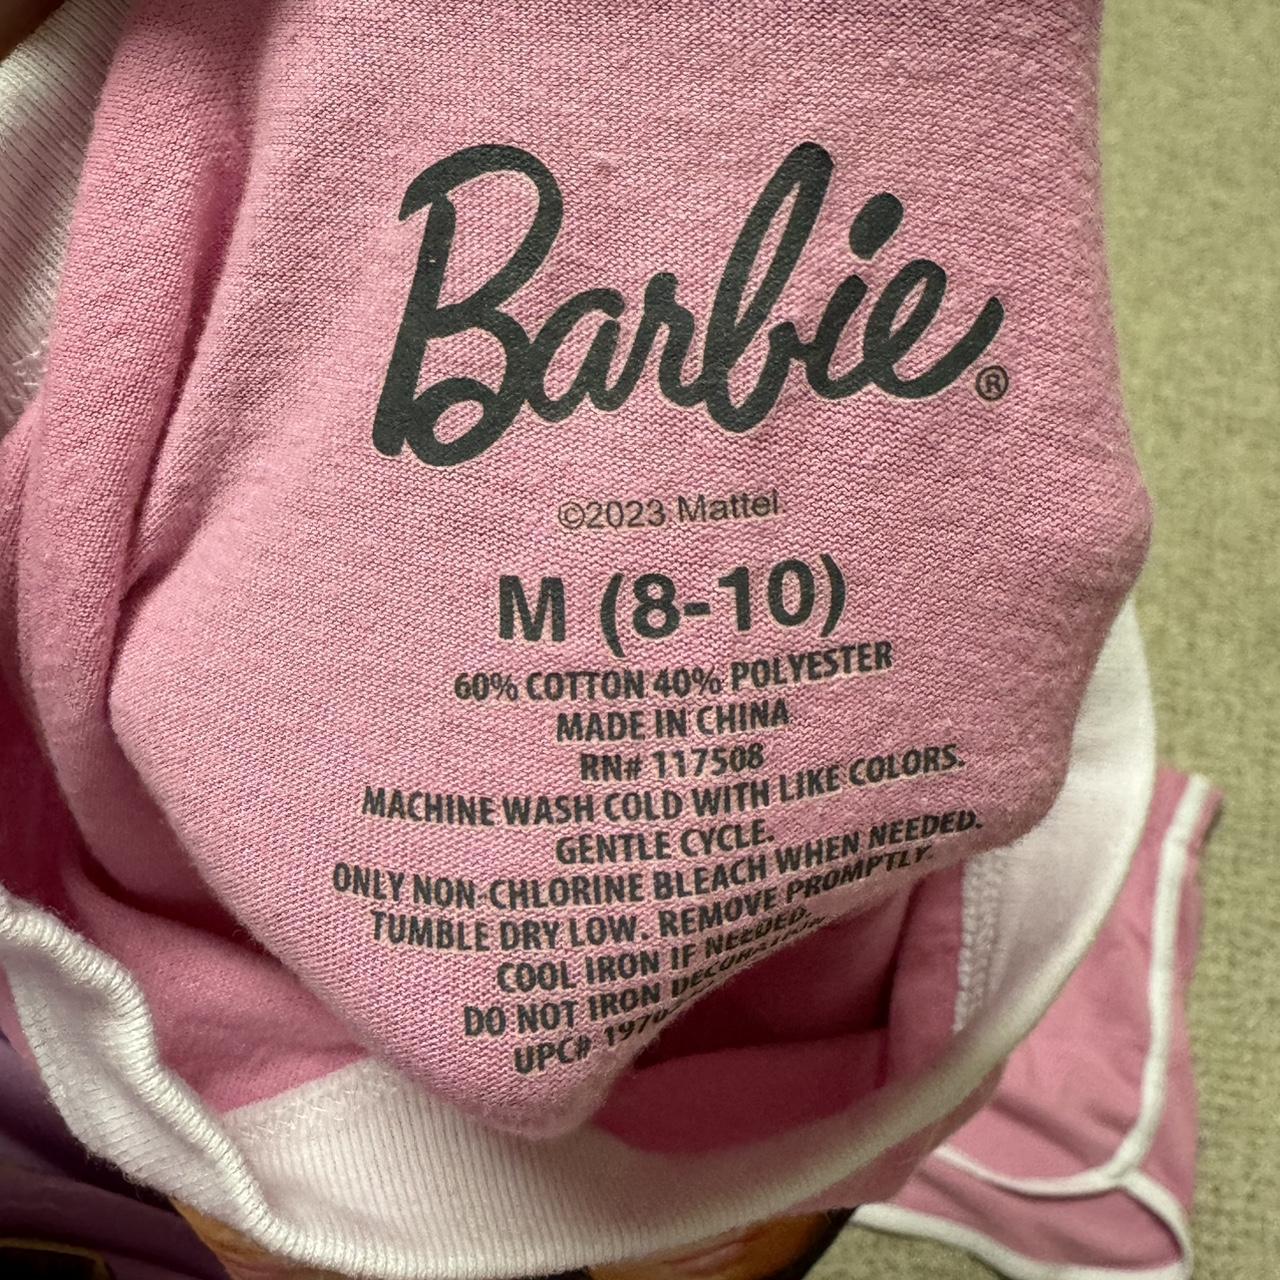 Barbie®
©2023 Mattel
M (8-10)
60% COTTON 40% POLYESTER
MADE IN CHINA
RN# 117508
MACHINE WASH COLD WITH LIKE COLORS.
GENTLE CYCLE.
ONLY NON-CHLORINE BLEACH WHEN NEEDED.
TUMBLE DRY LOW. REMOVE PROMPTLY.
COOL IRON IF NEEDED.
DO NOT IRON
UPC#